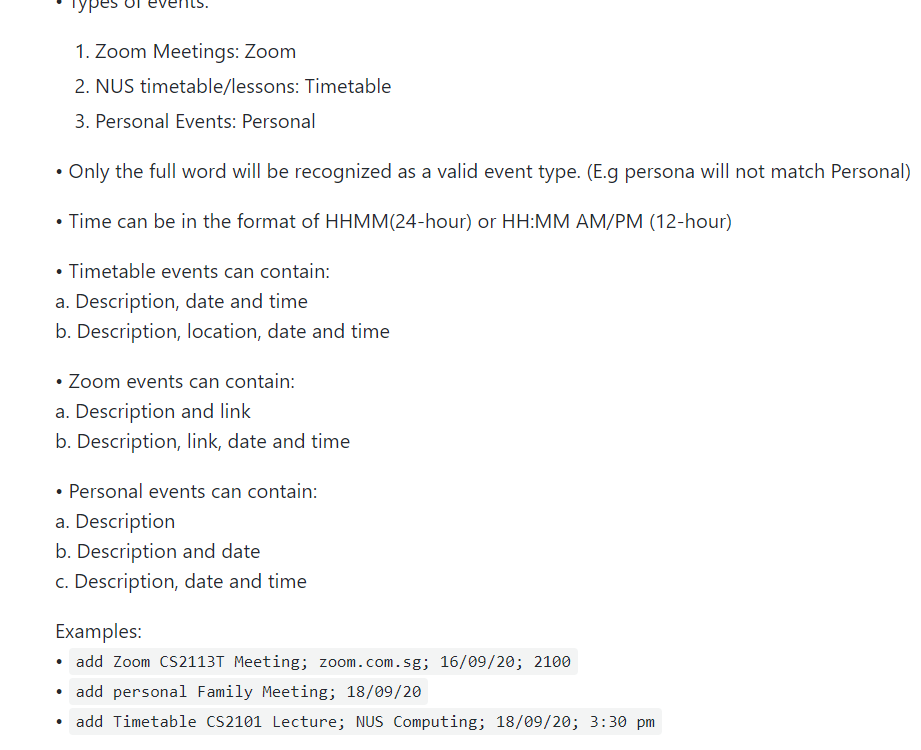 • Types of events:
1. Zoom Meetings: Zoom
2. NUS timetable/lessons: Timetable
3. Personal Events: Personal
• Only the full word will be recognized as a valid event type. (E.g persona will not match Personal)
• Time can be in the format of HHMM(24-hour) or HH:MM AM/PM (12-hour)
• Timetable events can contain:
a. Description, date and time
b. Description, location, date and time
• Zoom events can contain:
a. Description and link
b. Description, link, date and time
• Personal events can contain:
a. Description
b. Description and date
c. Description, date and time
Examples:
• add Zoom CS2113T Meeting; zoom.com.sg; 16/09/20; 2100
• add personal Family Meeting; 18/09/20
• add Timetable CS2101 Lecture; NUS Computing; 18/09/20; 3:30 pm